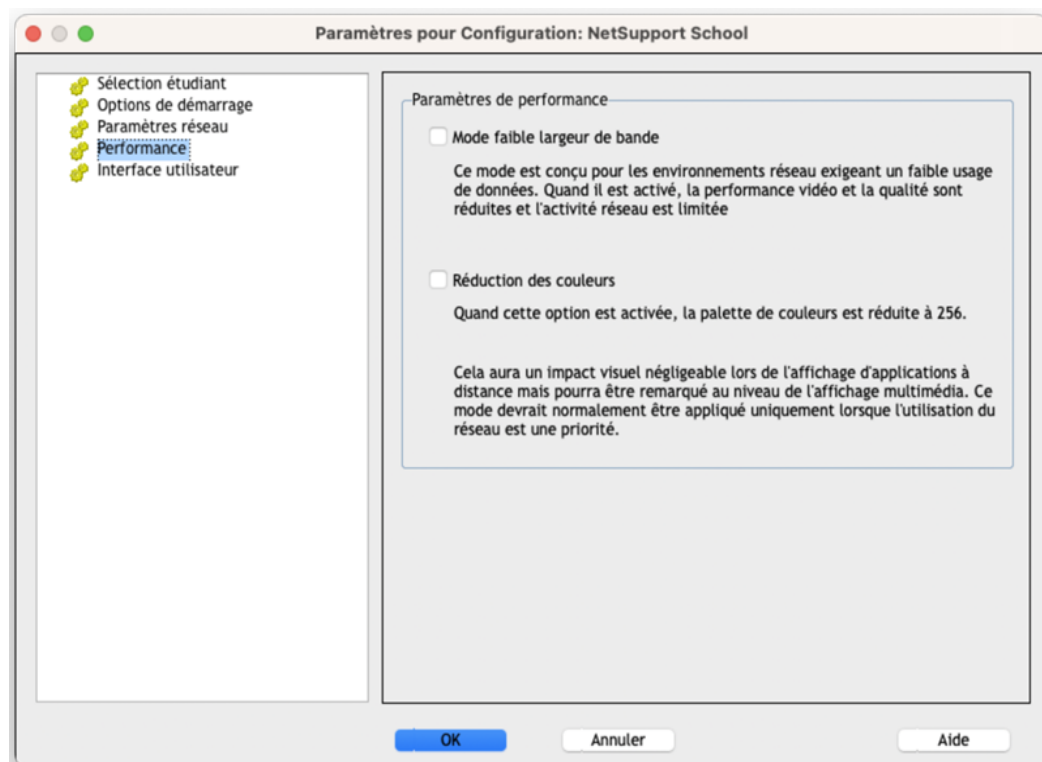 Paramètres pour Configuration: NetSupport School
Sélection étudiant
Options de démarrage
Paramètres réseau
Performance
Interface utilisateur
Paramètres de performance
Mode faible largeur de bande
Ce mode est conçu pour les environnements réseau exigeant un faible usage
de données. Quand il est activé, la performance vidéo et la qualité sont
réduites et l'activité réseau est limitée
Réduction des couleurs
Quand cette option est activée, la palette de couleurs est réduite à 256.
Cela aura un impact visuel négligeable lors de l'affichage d'applications à
distance mais pourra être remarqué au niveau de l'affichage multimédia. Ce
mode devrait normalement être appliqué uniquement lorsque l'utilisation du
réseau est une priorité.
OK
Annuler
Aide